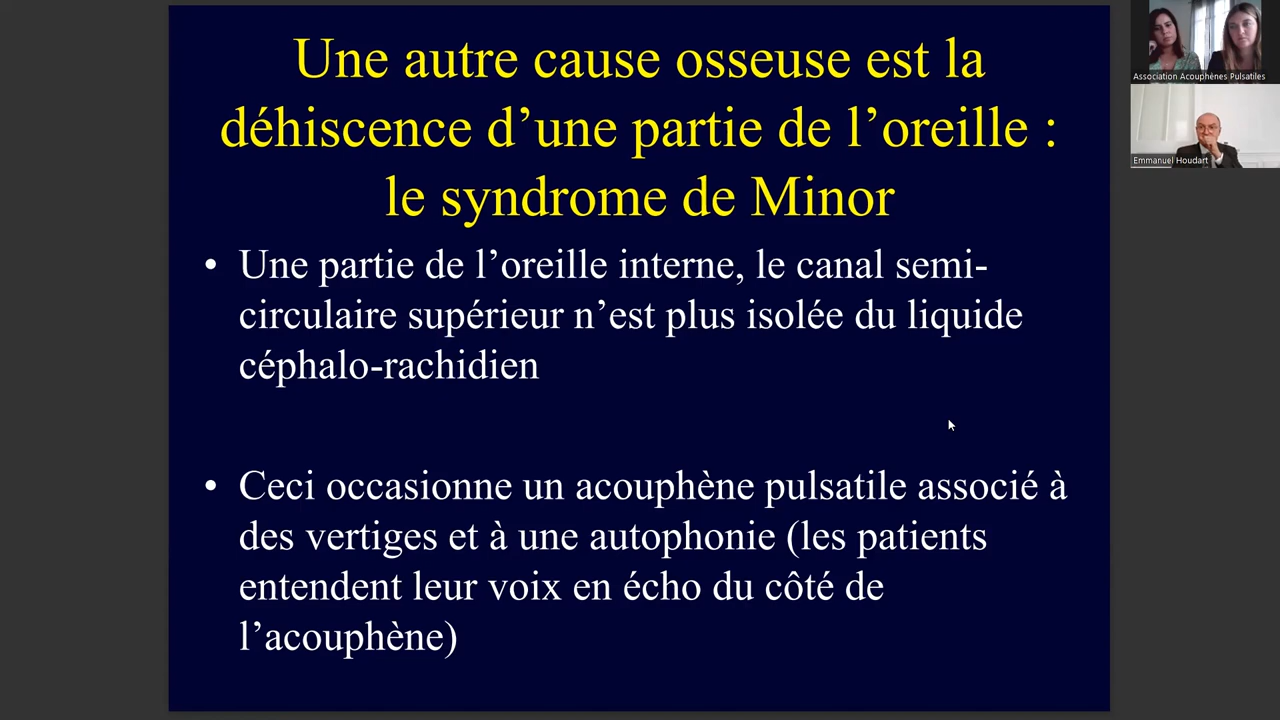 Une autre cause osseuse est la
déhiscence d’une partie de l’oreille :
le syndrome de Minor
• Une partie de l’oreille interne, le canal semi-
circulaire supérieur n’est plus isolée du liquide
céphalo-rachidien
• Ceci occasionne un acouphène pulsatile associé à
des vertiges et à une autophonie (les patients
entendent leur voix en écho du côté de
l’acouphène)
Association Acouphènes Pulsatiles
Emmanuel Houdart